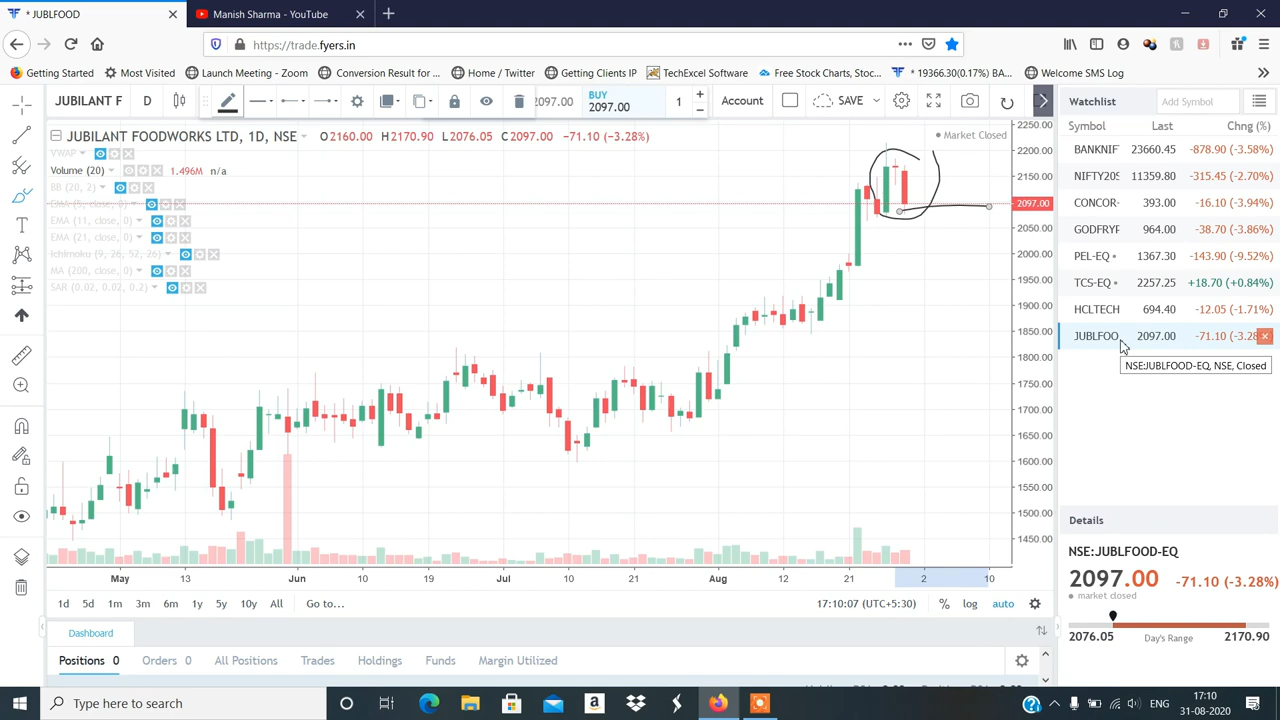 * JUBLFOOD
Manish Sharma - YouTube
https://trade.fyers.in
Getting Started
Most Visited
Launch Meeting - Zoom
Conversion Result for ...
Home / Twitter
Getting Clients IP
TechExcel Software
Free Stock Charts, Stoc...
* 19366.30(0.17%) BA...
Welcome SMS Log
JUBILANT F D
2097.00
BUY
2097.00
1
Account
SAVE
Watchlist
Add Symbol
JUBILANT FOODWORKS LTD, 1D, NSE O2160.00 H2170.90 L2076.05 C2097.00 -71.10 (-3.28%)
Market Closed
VWAP
Volume (20) 1.496M n/a
BB (20, 2)
EMA (5, close, 0)
EMA (11, close, 0)
EMA (21, close, 0)
Ichimoku (9, 26, 52, 26)
MA (200, close, 0)
SAR (0.02, 0.02, 0.2)
2250.00
2200.00
2150.00
2097.00
2050.00
2000.00
1950.00
1900.00
1850.00
1800.00
1750.00
1700.00
1650.00
1600.00
1550.00
1500.00
1450.00
May 13 Jun 10 19 Jul 10 21 Aug 12 21 2 10
1d 5d 1m 3m 6m 1y 5y 10y All Go to...
17:10:07 (UTC+5:30) % log auto
Dashboard
Positions 0 Orders 0 All Positions Trades Holdings Funds Margin Utilized
Symbol Last Chng (%)
BANKNIF 23660.45 -878.90 (-3.58%)
NIFTY20S 11359.80 -315.45 (-2.70%)
CONCOR- 393.00 -16.10 (-3.94%)
GODFRYF 964.00 -38.70 (-3.86%)
PEL-EQ 1367.30 -143.90 (-9.52%)
TCS-EQ 2257.25 +18.70 (+0.84%)
HCLTECH 694.40 -12.05 (-1.71%)
JUBLFOO 2097.00 -71.10 (-3.28
NSE:JUBLFOOD-EQ, NSE, Closed
Details
NSE:JUBLFOOD-EQ
2097.00 -71.10 (-3.28%)
market closed
2076.05 Day's Range 2170.90
Type here to search
ENG
17:10
31-08-2020